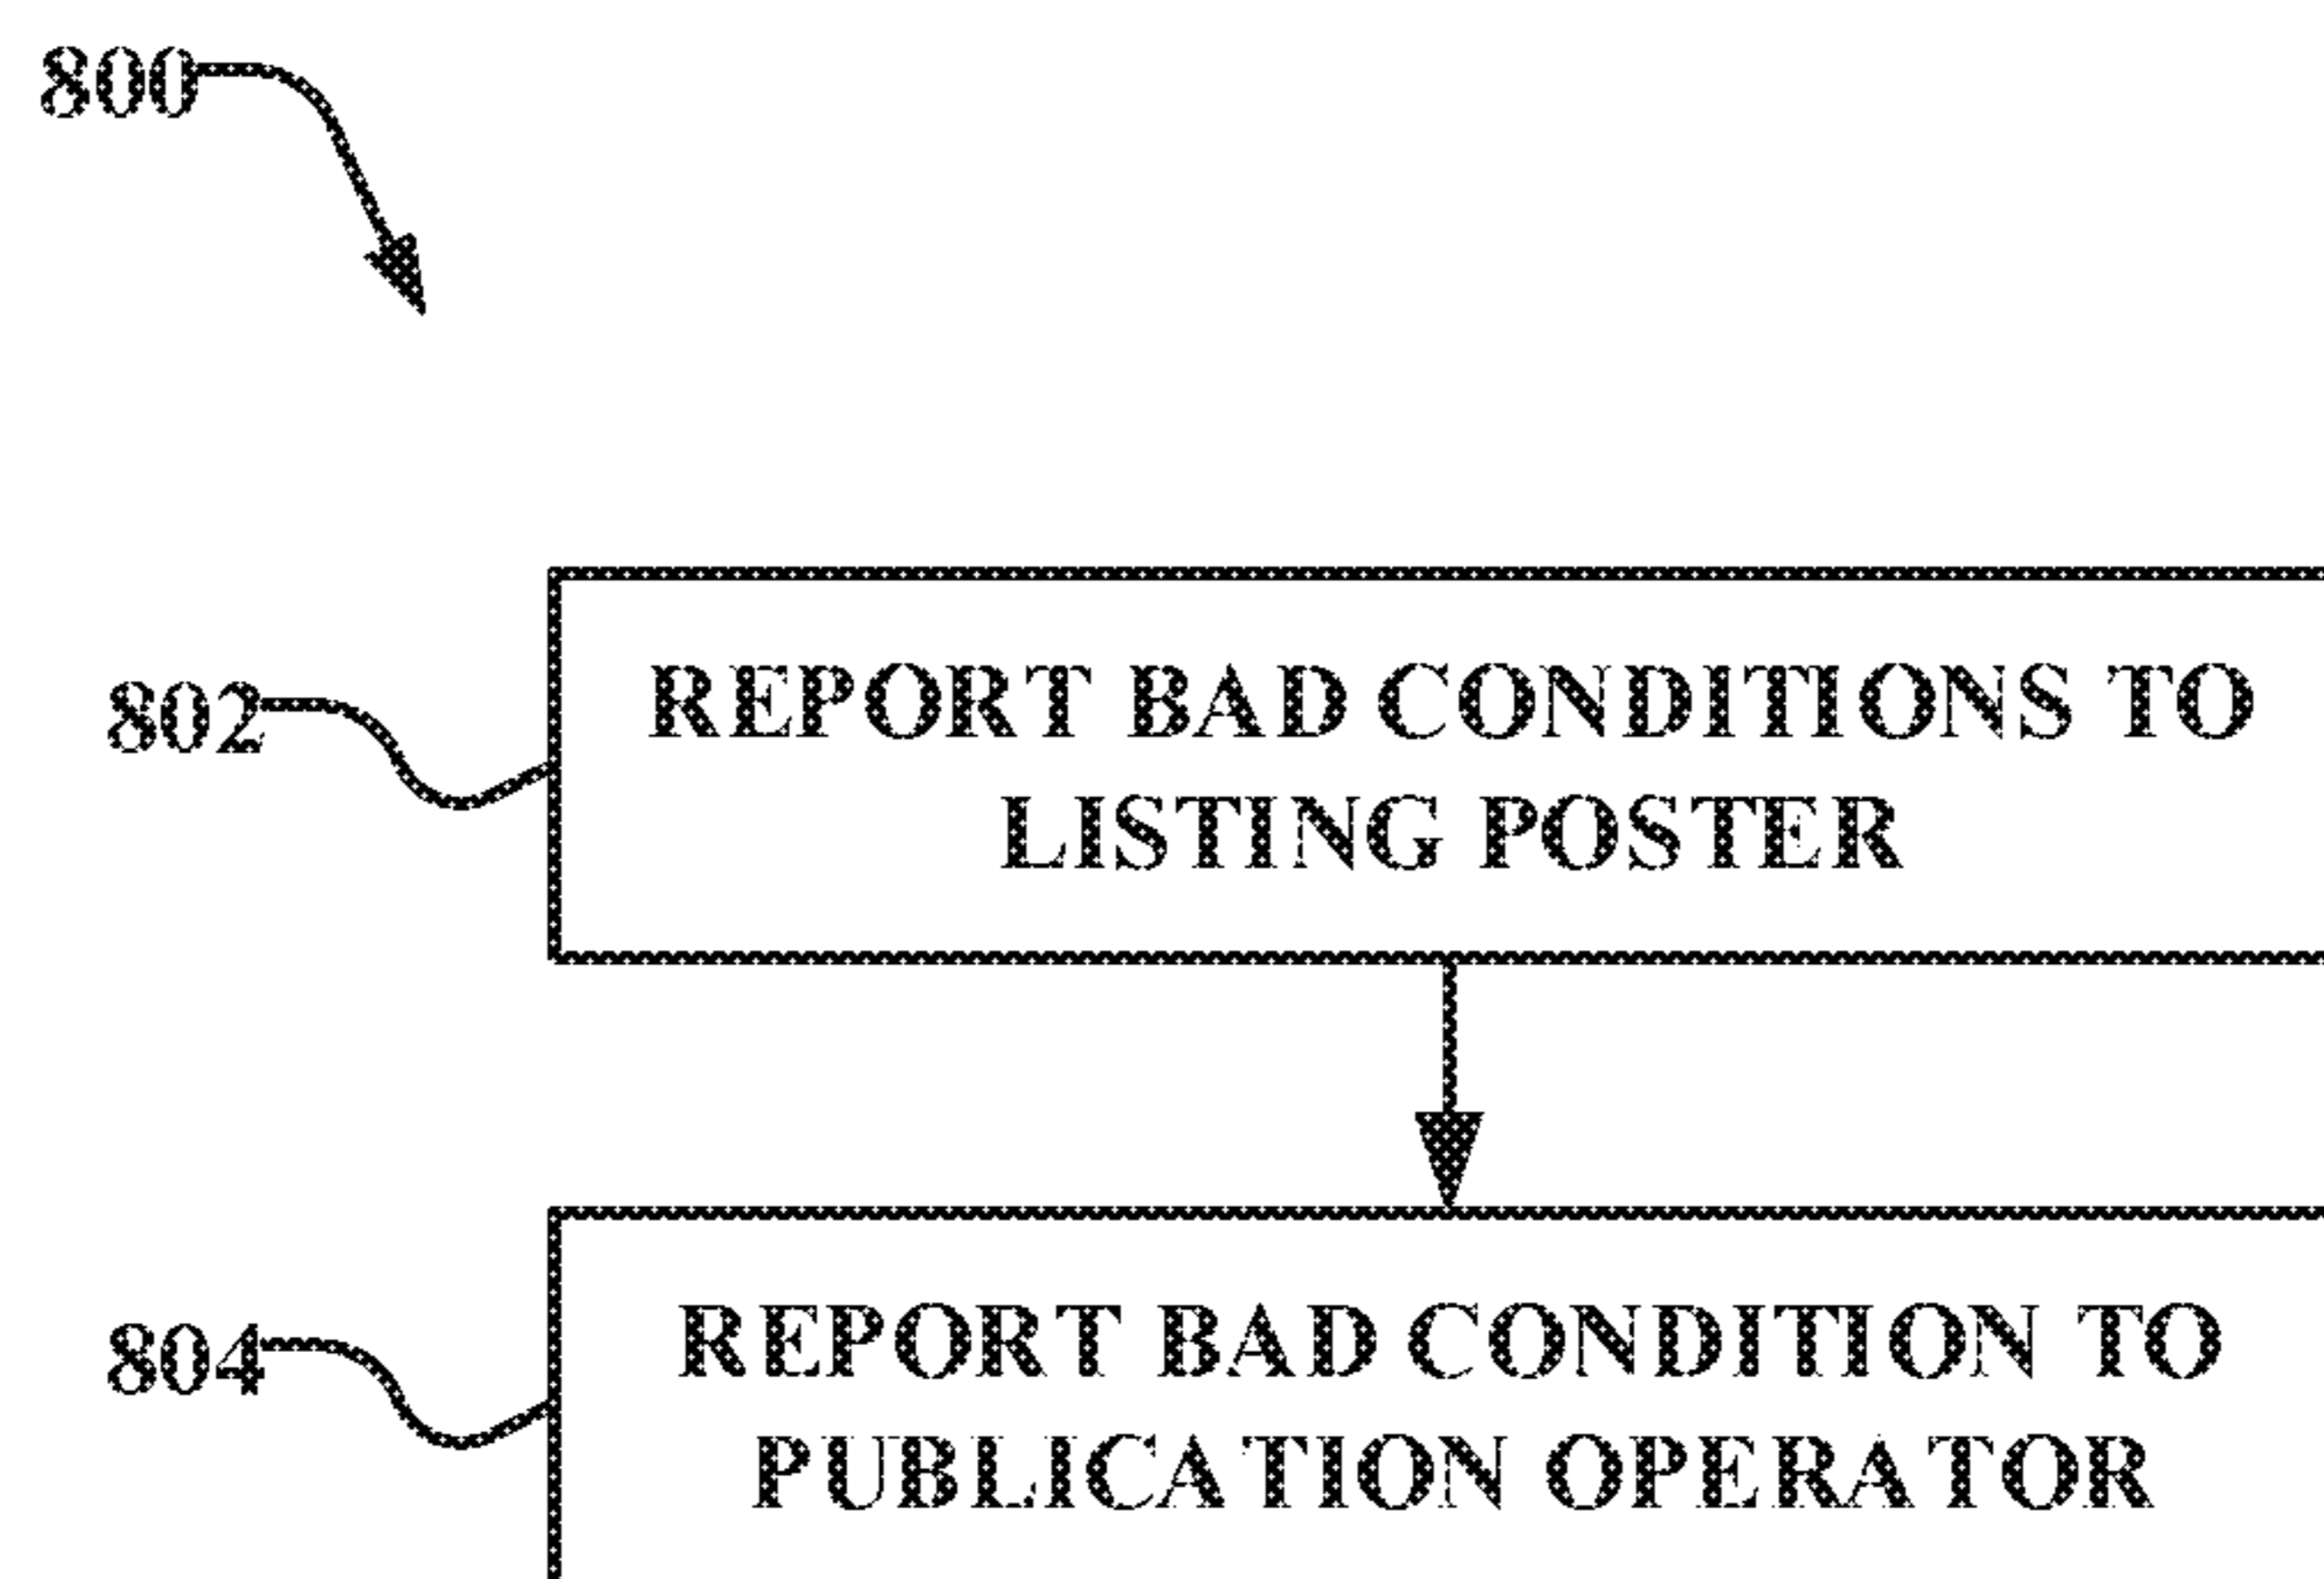 800
802
REPORT BAD CONDITIONS TO
LISTING POSTER
804
REPORT BAD CONDITION TO
PUBLICATION OPERATOR